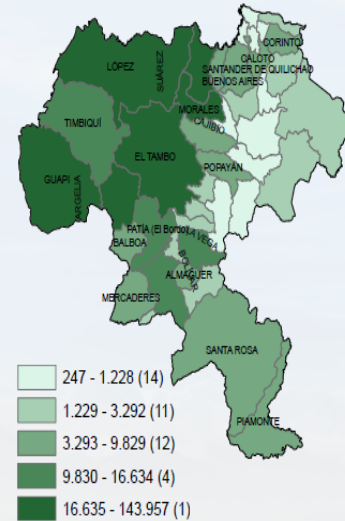 CORINTO
LÓPEZ
SUÁREZ
CALOTO
SANTANDER DE QUILICHAO
BUENOS AIRES
MORALES
TIMBIQUÍ
CAJIBÍO
EL TAMBO
POPAYÁN
GUAPI
ARGELIA
PATÍA (El Bordo)
LA VEGA
BALBOA
BOLÍVAR
ALMAGUER
MERCADERES
SANTA ROSA
PIAMONTE
247 - 1.228 (14)
1.229 - 3.292 (11)
3.293 - 9.829 (12)
9.830 - 16.634 (4)
16.635 - 143.957 (1)